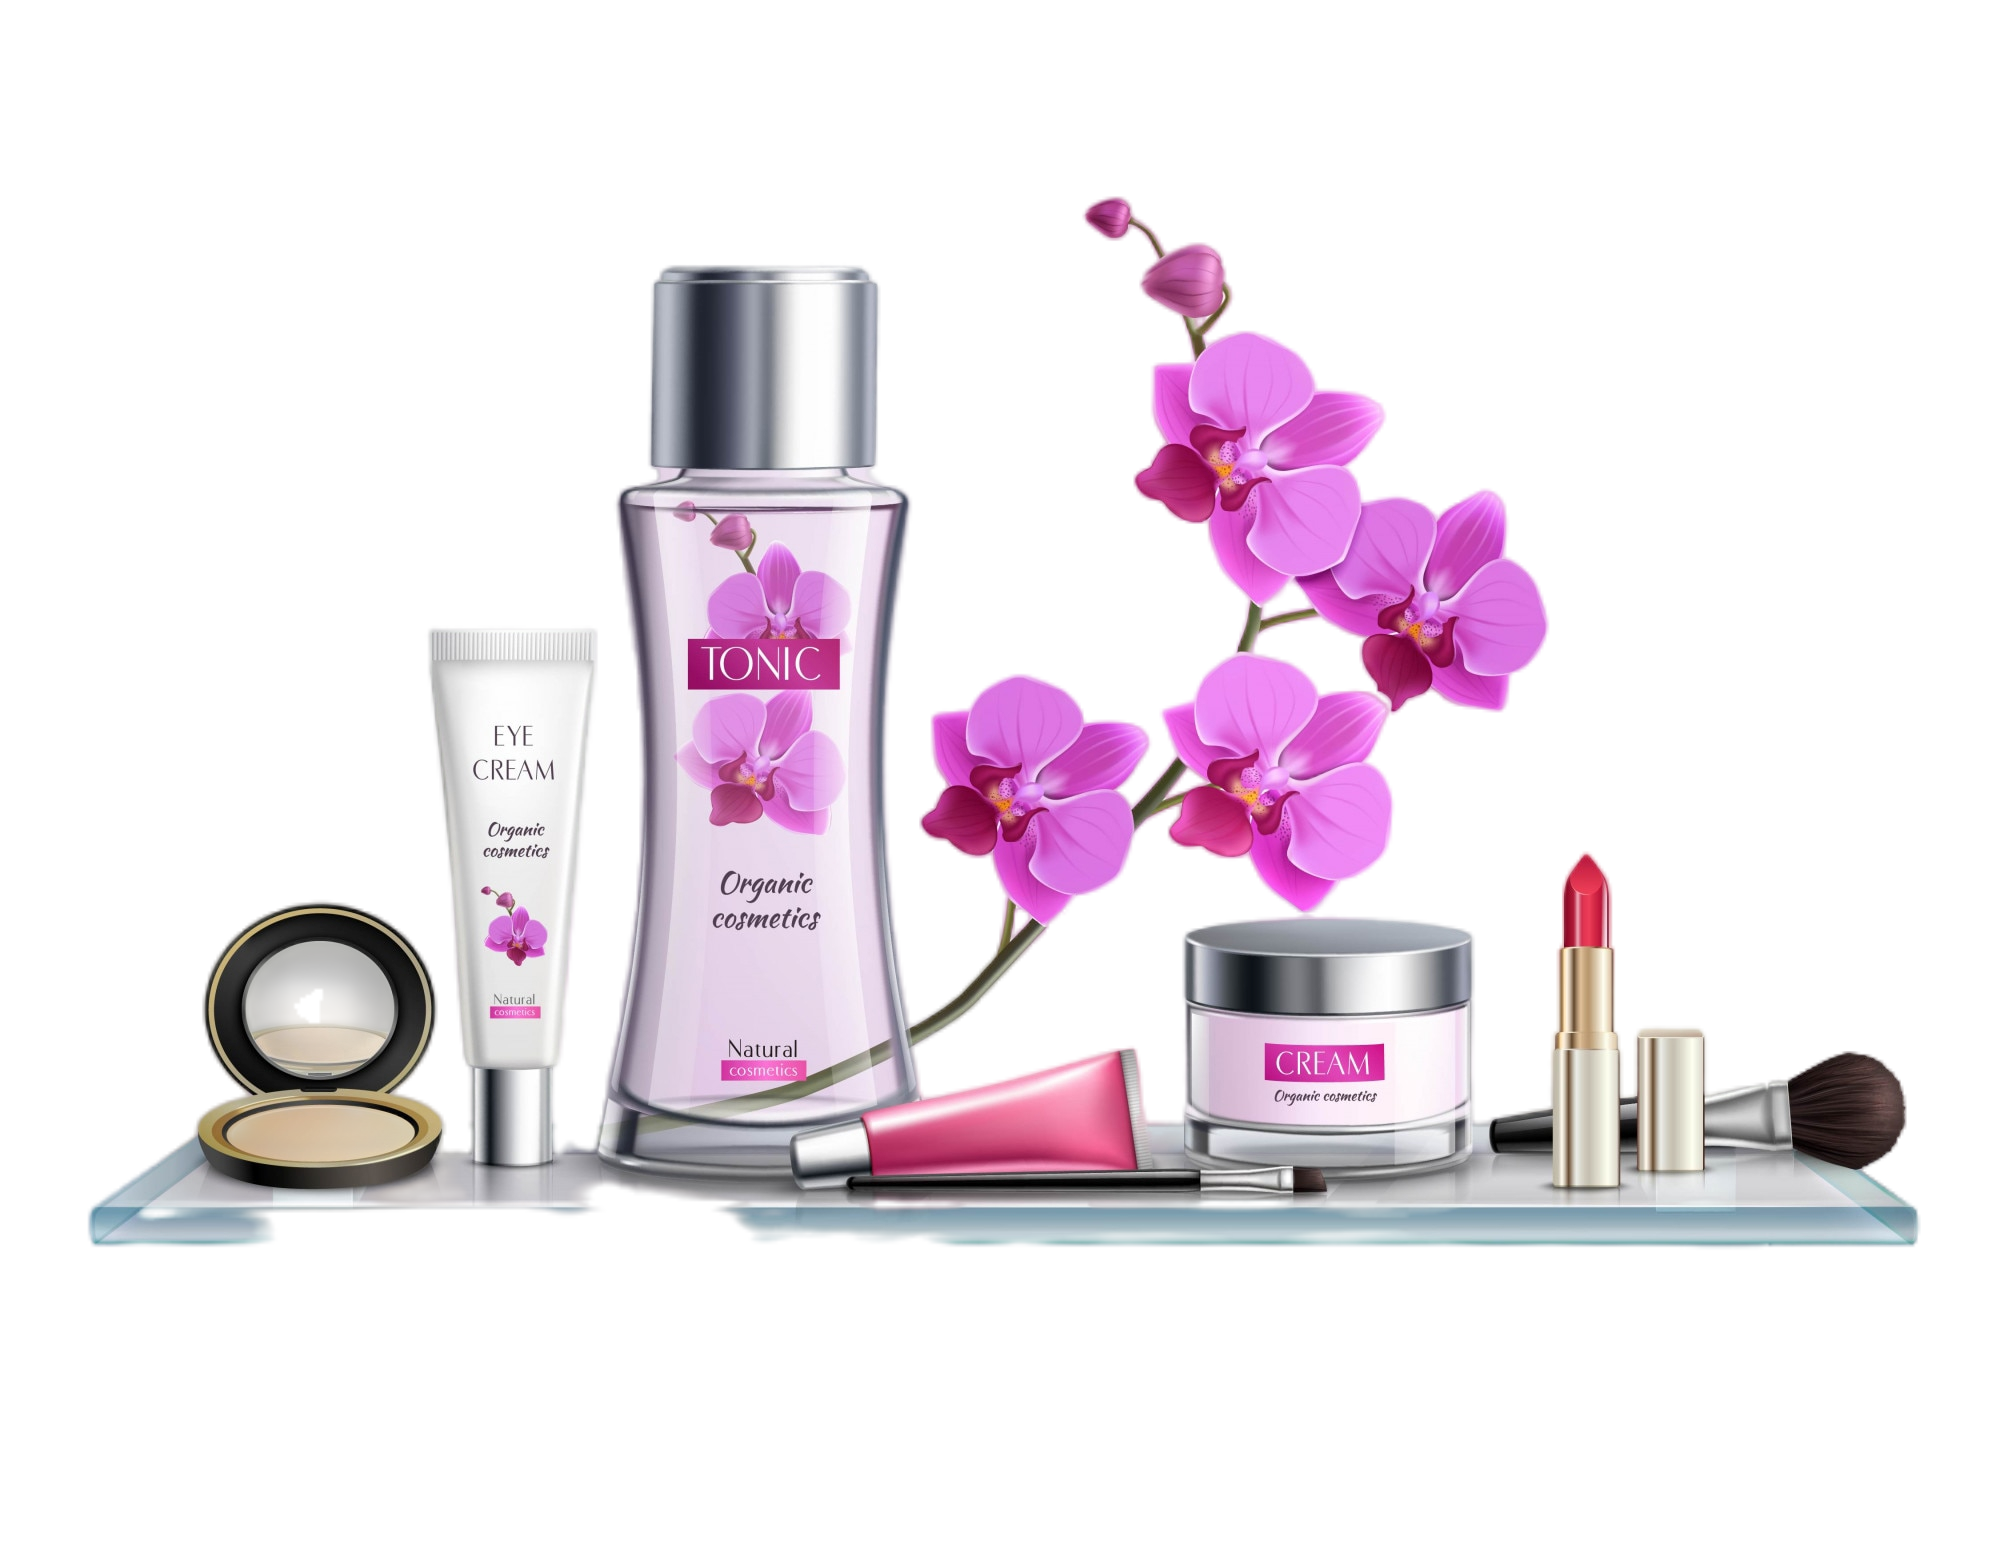 EYE
CREAM
Organic
cosmetics
Natural
cosmetics
TONIC
Organic
cosmetics
Natural
cosmetics
CREAM
Organic cosmetics